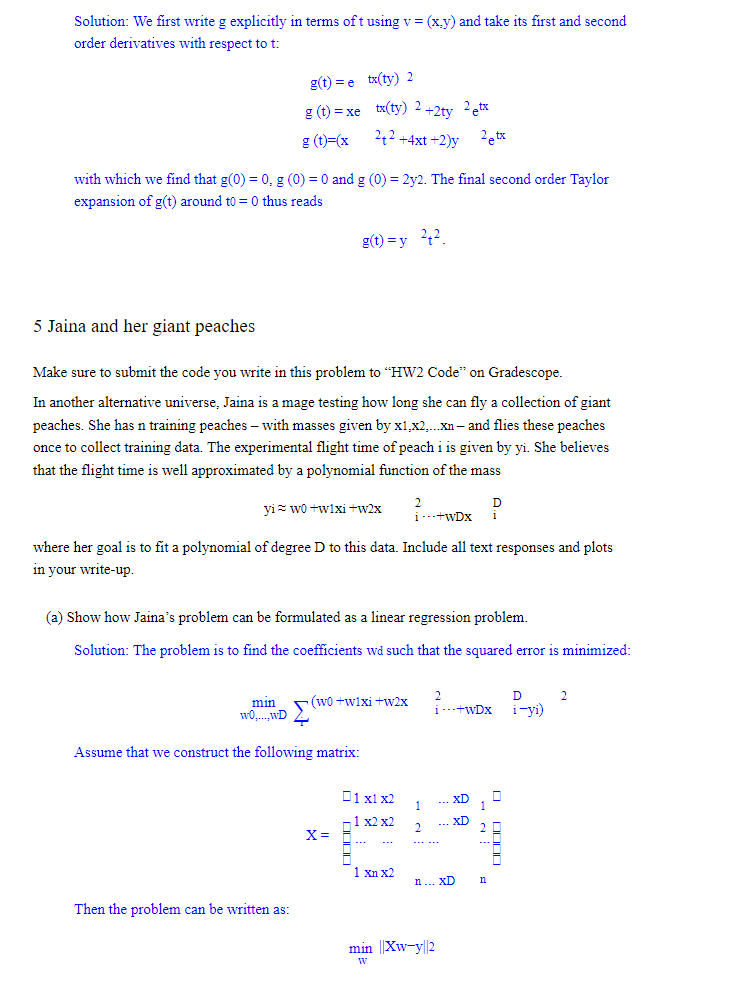 Solution: We first write g explicitly in terms of t using v = (x,y) and take its first and second
order derivatives with respect to t:
g(t) = e tx(ty) 2
g (t) = xe tx(ty) 2 +2ty 2 etx
g (t)=(x 2t2 +4xt +2)y 2etx
with which we find that g(0) = 0, g (0) = 0 and g (0) = 2y2. The final second order Taylor
expansion of g(t) around t0 = 0 thus reads
g(t) = y 2t2.
5 Jaina and her giant peaches
Make sure to submit the code you write in this problem to “HW2 Code” on Gradescope.
In another alternative universe, Jaina is a mage testing how long she can fly a collection of giant
peaches. She has n training peaches – with masses given by x1,x2,...xn – and flies these peaches
once to collect training data. The experimental flight time of peach i is given by yi. She believes
that the flight time is well approximated by a polynomial function of the mass
yi ≈ w0 +w1xi +w2x 2 i ···+wDx D i
where her goal is to fit a polynomial of degree D to this data. Include all text responses and plots
in your write-up.
(a) Show how Jaina’s problem can be formulated as a linear regression problem.
Solution: The problem is to find the coefficients wd such that the squared error is minimized:
min w0,...,wD ∑ (w0 +w1xi +w2x 2 i ···+wDx D i −yi) 2
Assume that we construct the following matrix:
1 x1 x2 1 ... xD 1
1 x2 x2 2 ... xD 2
X = ... ... ... ... ...
1 xn x2 n ... xD n
Then the problem can be written as:
min ||Xw−y||2
w